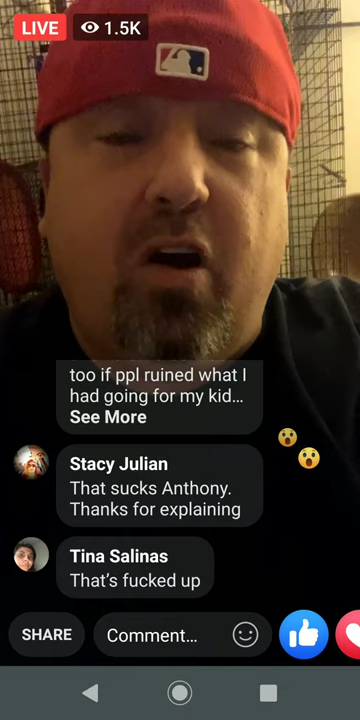 LIVE 1.5K
too if ppl ruined what I
had going for my kid...
See More
Stacy Julian
That sucks Anthony.
Thanks for explaining
Tina Salinas
That's fucked up
SHARE Comment...